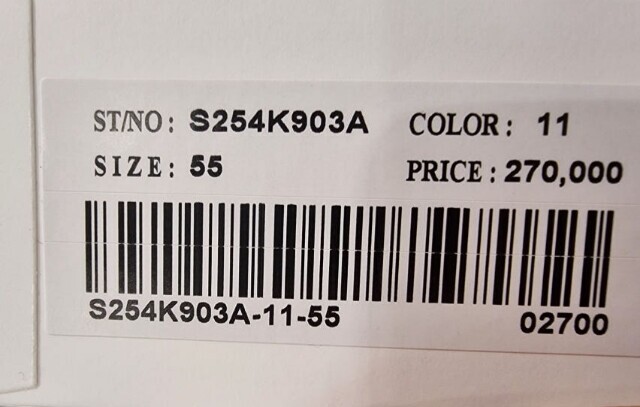 ST/NO: S254K903A COLOR: 11
SIZE: 55 PRICE: 270,000
S254K903A-11-55 02700